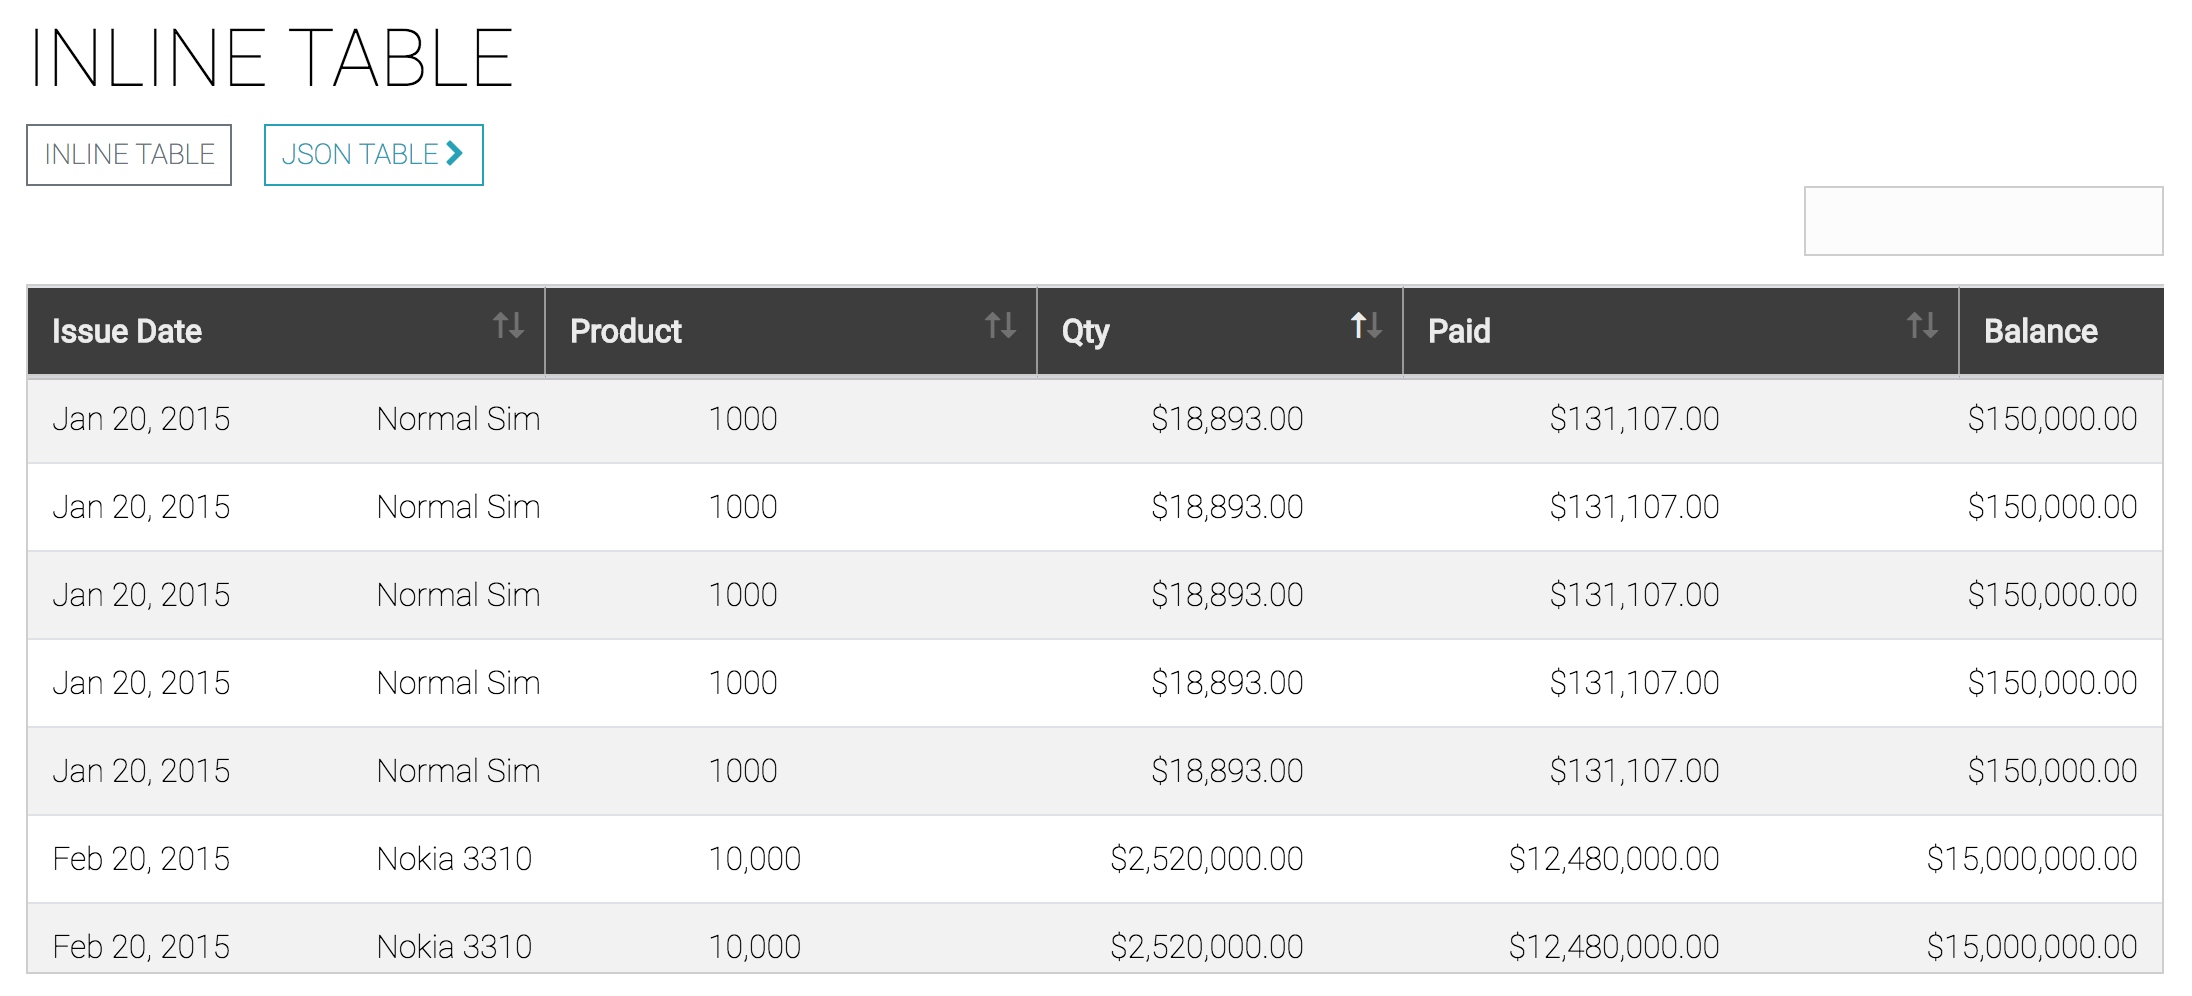 INLINE TABLE
INLINE TABLE JSON TABLE
Issue Date Product Qty Paid Balance
Jan 20, 2015 Normal Sim 1000 $18,893.00 $131,107.00 $150,000.00
Jan 20, 2015 Normal Sim 1000 $18,893.00 $131,107.00 $150,000.00
Jan 20, 2015 Normal Sim 1000 $18,893.00 $131,107.00 $150,000.00
Jan 20, 2015 Normal Sim 1000 $18,893.00 $131,107.00 $150,000.00
Jan 20, 2015 Normal Sim 1000 $18,893.00 $131,107.00 $150,000.00
Feb 20, 2015 Nokia 3310 10,000 $2,520,000.00 $12,480,000.00 $15,000,000.00
Feb 20, 2015 Nokia 3310 10,000 $2,520,000.00 $12,480,000.00 $15,000,000.00